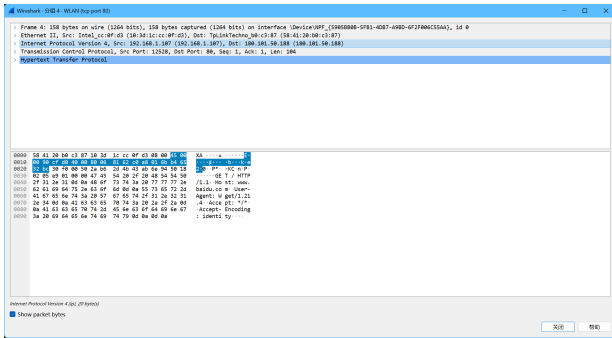 Wireshark · 分组 4 · WLAN (tcp port 80)
Frame 4: 158 bytes on wire (1264 bits), 158 bytes captured (1264 bits) on interface \Device\NPF_{5905BB0B-5FB1-4DB7-A9BD-6F2F006C55AA}, id 0
Ethernet II, Src: Intel_cc:0f:d3 (10:3d:1c:cc:0f:d3), Dst: TpLinkTechno_b0:c3:87 (58:41:20:b0:c3:87)
Internet Protocol Version 4, Src: 192.168.1.107 (192.168.1.107), Dst: 180.101.50.188 (180.101.50.188)
Transmission Control Protocol, Src Port: 12528, Dst Port: 80, Seq: 1, Ack: 1, Len: 104
Hypertext Transfer Protocol
0000 58 41 20 b0 c3 87 10 3d 1c cc 0f d3 08 00 45 00 XA ····= ······E·
0010 00 90 cf d0 40 00 80 06 81 62 c0 a8 01 6b b4 65 ····@··· ·b···k·e
0020 32 bc 30 f0 00 50 2a b6 2d 4b 43 ab 6e 94 50 18 2·0··P*· -KC·n·P·
0030 02 05 e9 01 00 00 47 45 54 20 2f 20 48 54 54 50 ······GE T / HTTP
0040 2f 31 2e 31 0d 0a 48 6f 73 74 3a 20 77 77 77 2e /1.1··Ho st: www.
0050 62 61 69 64 75 2e 63 6f 6d 0d 0a 55 73 65 72 2d baidu.co m··User-
0060 41 67 65 6e 74 3a 20 57 67 65 74 2f 31 2e 32 31 Agent: W get/1.21
0070 2e 34 0d 0a 41 63 63 65 70 74 3a 20 2a 2f 2a 0d .4··Acce pt: */*·
0080 0a 41 63 63 65 70 74 2d 45 6e 63 6f 64 69 6e 67 ·Accept- Encoding
0090 3a 20 69 64 65 6e 74 69 74 79 0d 0a 0d 0a : identi ty····
Internet Protocol Version 4 (ip), 20 byte(s)
Show packet bytes
关闭 帮助